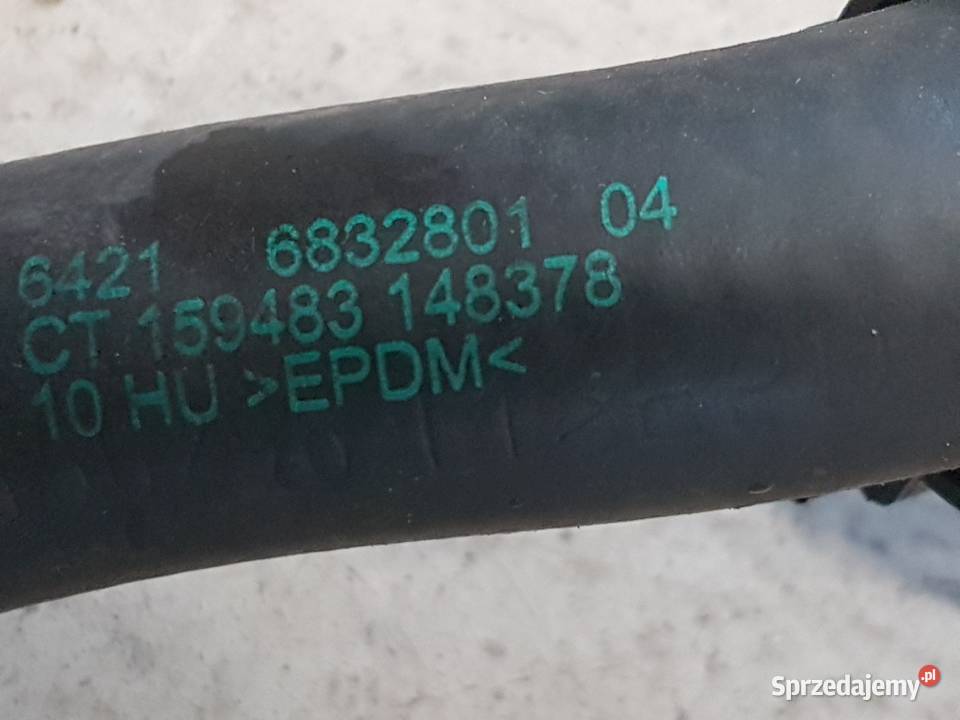 6421 6832801 04
CT 159483 148378
10 HU >EPDM<
Sprzedajemy.pl